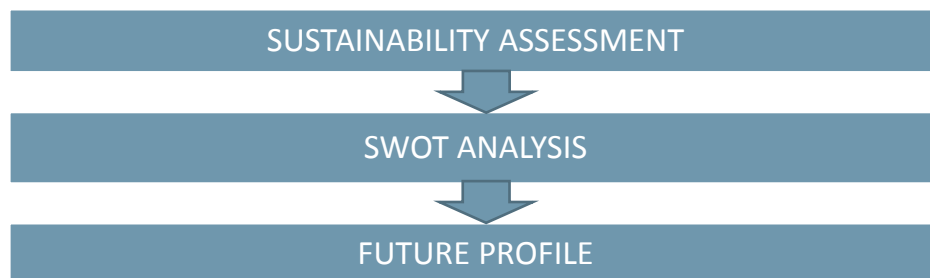 SUSTAINABILITY ASSESSMENT
SWOT ANALYSIS
FUTURE PROFILE